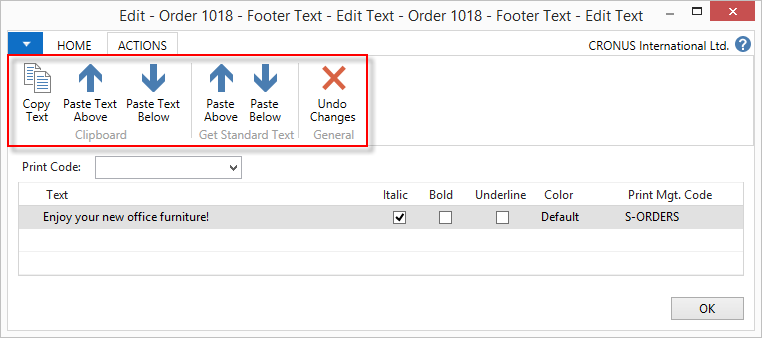 Edit - Order 1018 - Footer Text - Edit Text - Order 1018 - Footer Text - Edit Text
HOME ACTIONS CRONUS International Ltd. ?
Copy Text Paste Text Above Paste Text Below Paste Above Paste Below Undo Changes
Clipboard Get Standard Text General
Print Code:
Text Italic Bold Underline Color Print Mgt. Code
Enjoy your new office furniture! Default S-ORDERS
OK